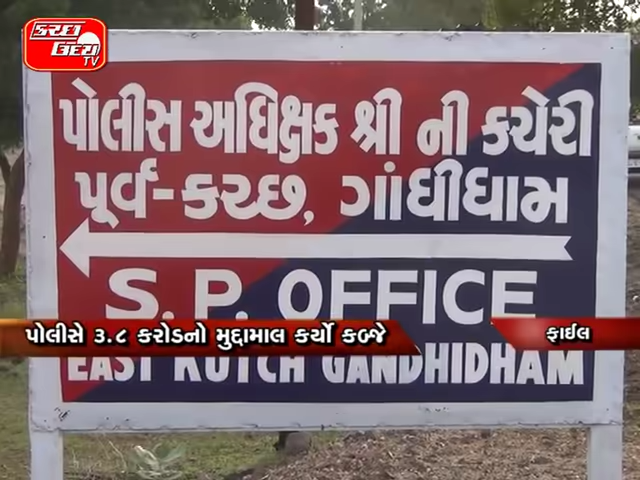 કચ્છ
ઉદય
TV
પોલીસ અધિક્ષક શ્રી ની કચેરી
પૂર્વ-કચ્છ, ગાંધીધામ
S. P. OFFICE
પોલીસે ૩.૮ કરોડનો મુદ્દામાલ કર્યો કબ્જે
ફાઈલ
EAST KUTCH GANDHIDHAM